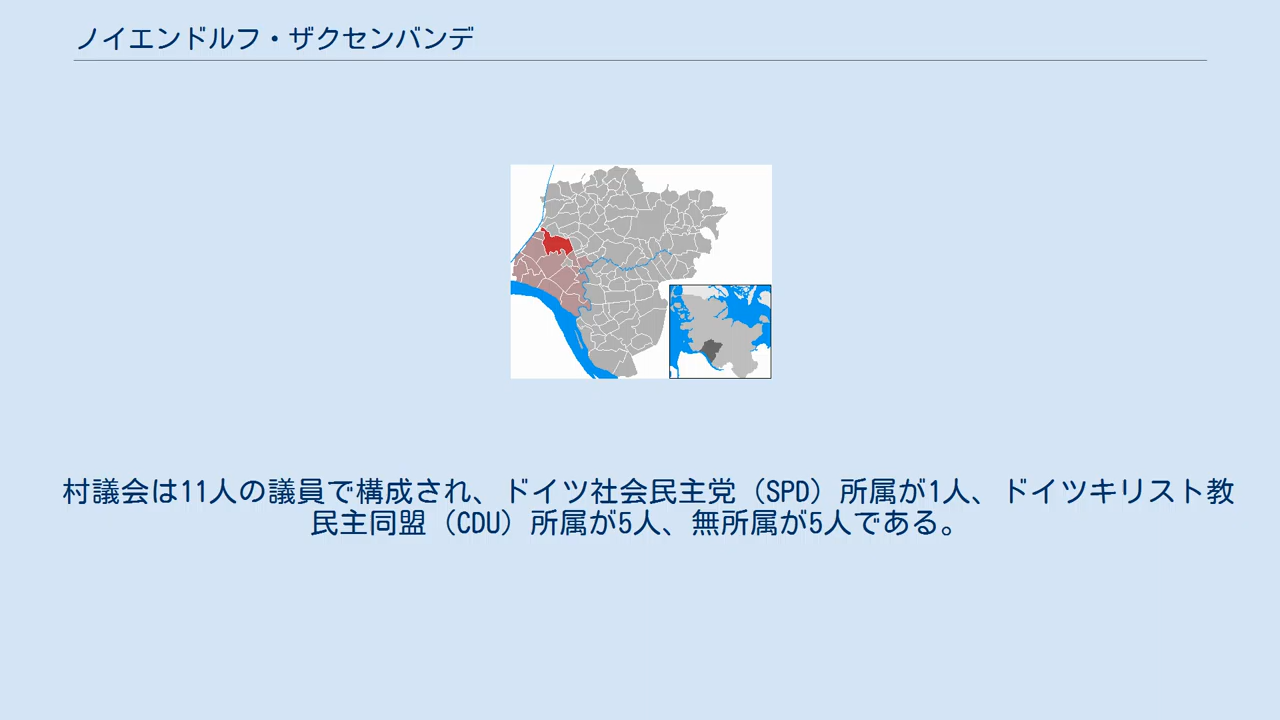 ノイエンドルフ・ザクセンバンデ
村議会は11人の議員で構成され、ドイツ社会民主党（SPD）所属が1人、ドイツキリスト教
民主同盟（CDU）所属が5人、無所属が5人である。